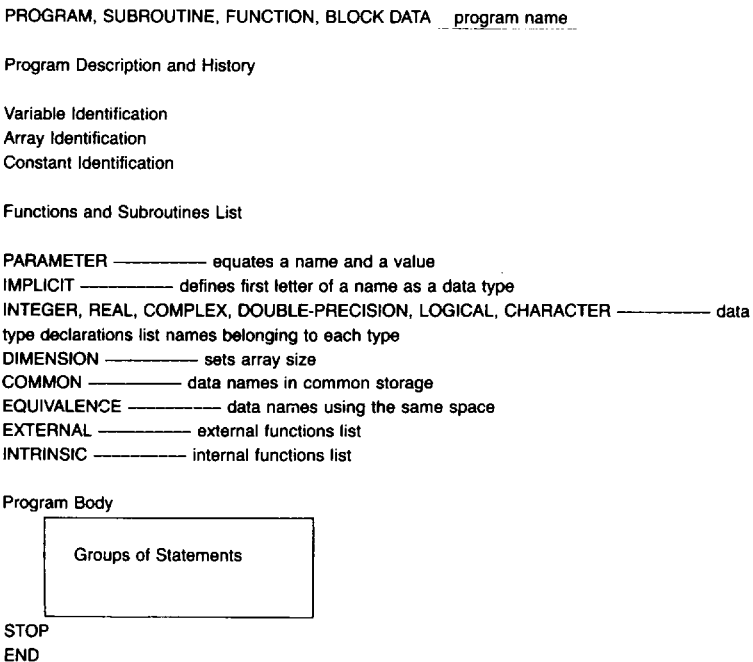 PROGRAM, SUBROUTINE, FUNCTION, BLOCK DATA program name
Program Description and History
Variable Identification
Array Identification
Constant Identification
Functions and Subroutines List
PARAMETER ————— equates a name and a value
IMPLICIT ————— defines first letter of a name as a data type
INTEGER, REAL, COMPLEX, DOUBLE-PRECISION, LOGICAL, CHARACTER ————— data
type declarations list names belonging to each type
DIMENSION ————— sets array size
COMMON ————— data names in common storage
EQUIVALENCE ————— data names using the same space
EXTERNAL ————— external functions list
INTRINSIC ————— internal functions list
Program Body
Groups of Statements
STOP
END